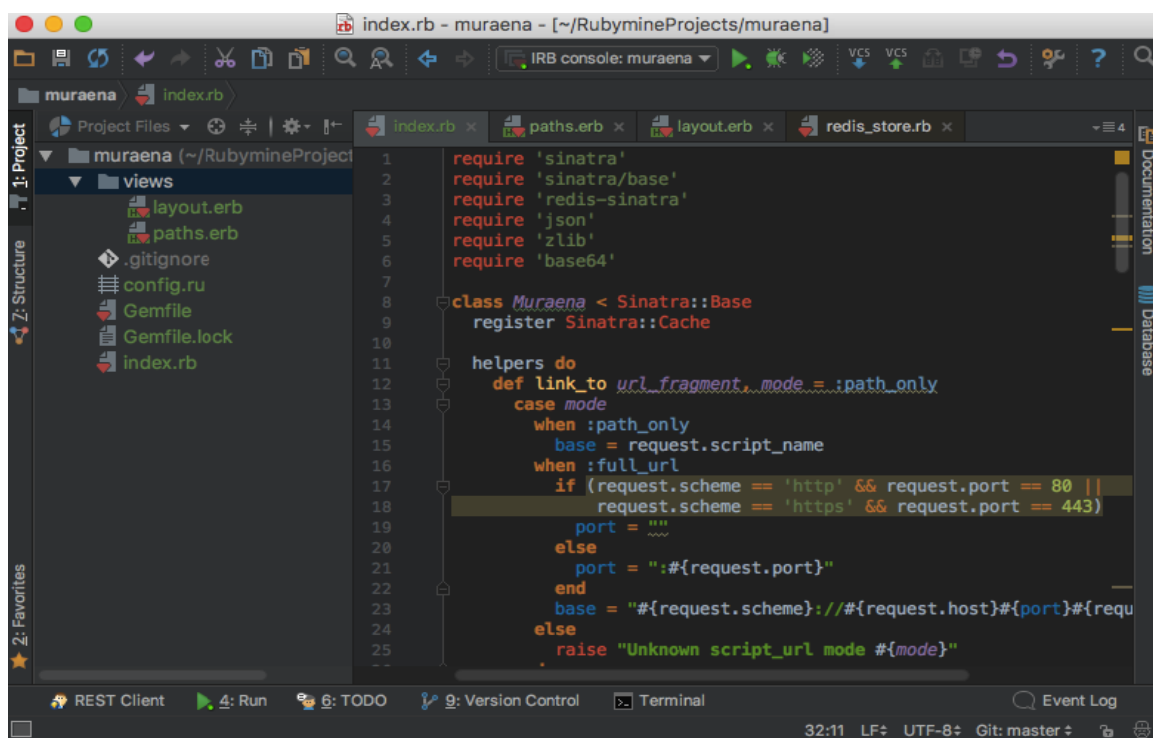 index.rb - muraena - [~/RubymineProjects/muraena]
IRB console: muraena
VCS VCS
muraena index.rb
1: Project
Project Files
index.rb paths.erb layout.erb redis_store.rb 4
muraena (~/RubymineProject
views
layout.erb
paths.erb
.gitignore
config.ru
Gemfile
Gemfile.lock
index.rb
Z: Structure
2: Favorites
1 require 'sinatra'
2 require 'sinatra/base'
3 require 'redis-sinatra'
4 require 'json'
5 require 'zlib'
6 require 'base64'
7
8 class Muraena < Sinatra::Base
9 register Sinatra::Cache
10
11 helpers do
12 def link_to url_fragment, mode = :path_only
13 case mode
14 when :path_only
15 base = request.script_name
16 when :full_url
17 if (request.scheme == 'http' && request.port == 80 ||
18 request.scheme == 'https' && request.port == 443)
19 port = ""
20 else
21 port = ":#{request.port}"
22 end
23 base = "#{request.scheme}://#{request.host}#{port}#{requ
24 else
25 raise "Unknown script_url mode #{mode}"
Documentation
Database
REST Client 4: Run 6: TODO 9: Version Control Terminal Event Log
32:11 LF UTF-8 Git: master